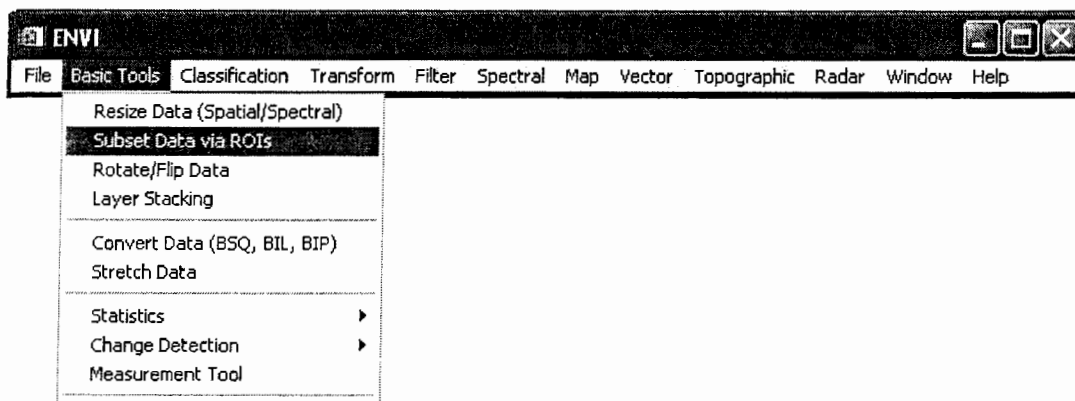 ENVI
File Basic Tools Classification Transform Filter Spectral Map Vector Topographic Radar Window Help
Resize Data (Spatial/Spectral)
Subset Data via ROIs
Rotate/Flip Data
Layer Stacking
Convert Data (BSQ, BIL, BIP)
Stretch Data
Statistics
Change Detection
Measurement Tool